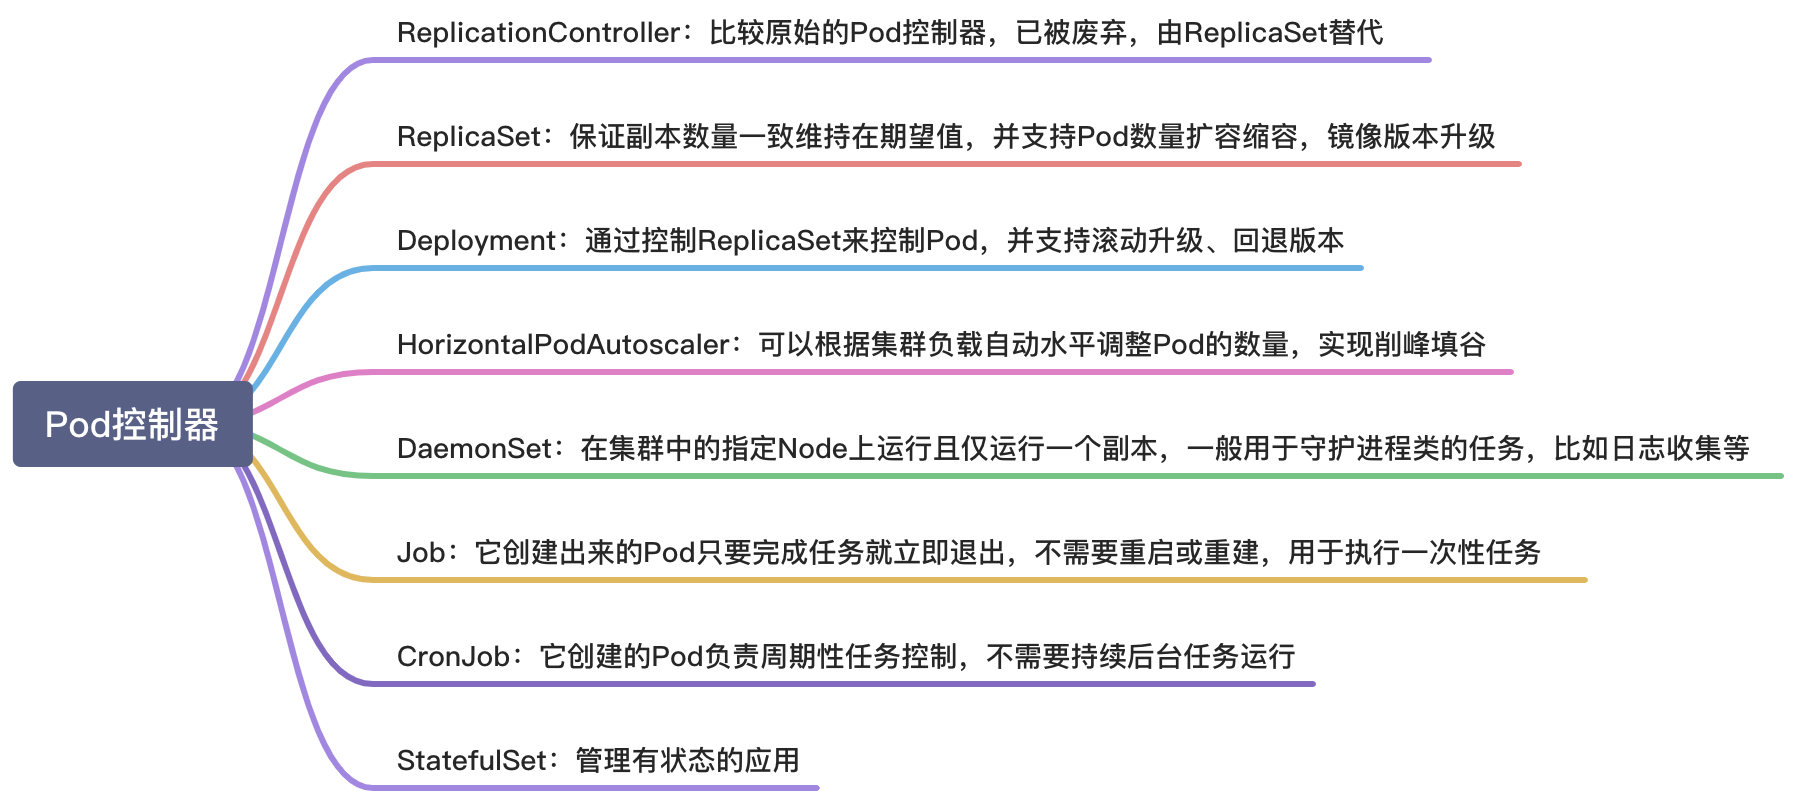 ReplicationController：比较原始的Pod控制器，已被废弃，由ReplicaSet替代
ReplicaSet：保证副本数量一致维持在期望值，并支持Pod数量扩容缩容，镜像版本升级
Deployment：通过控制ReplicaSet来控制Pod，并支持滚动升级、回退版本
HorizontalPodAutoscaler：可以根据集群负载自动水平调整Pod的数量，实现削峰填谷
Pod控制器
DaemonSet：在集群中的指定Node上运行且仅运行一个副本，一般用于守护进程类的任务，比如日志收集等
Job：它创建出来的Pod只要完成任务就立即退出，不需要重启或重建，用于执行一次性任务
CronJob：它创建的Pod负责周期性任务控制，不需要持续后台任务运行
StatefulSet：管理有状态的应用